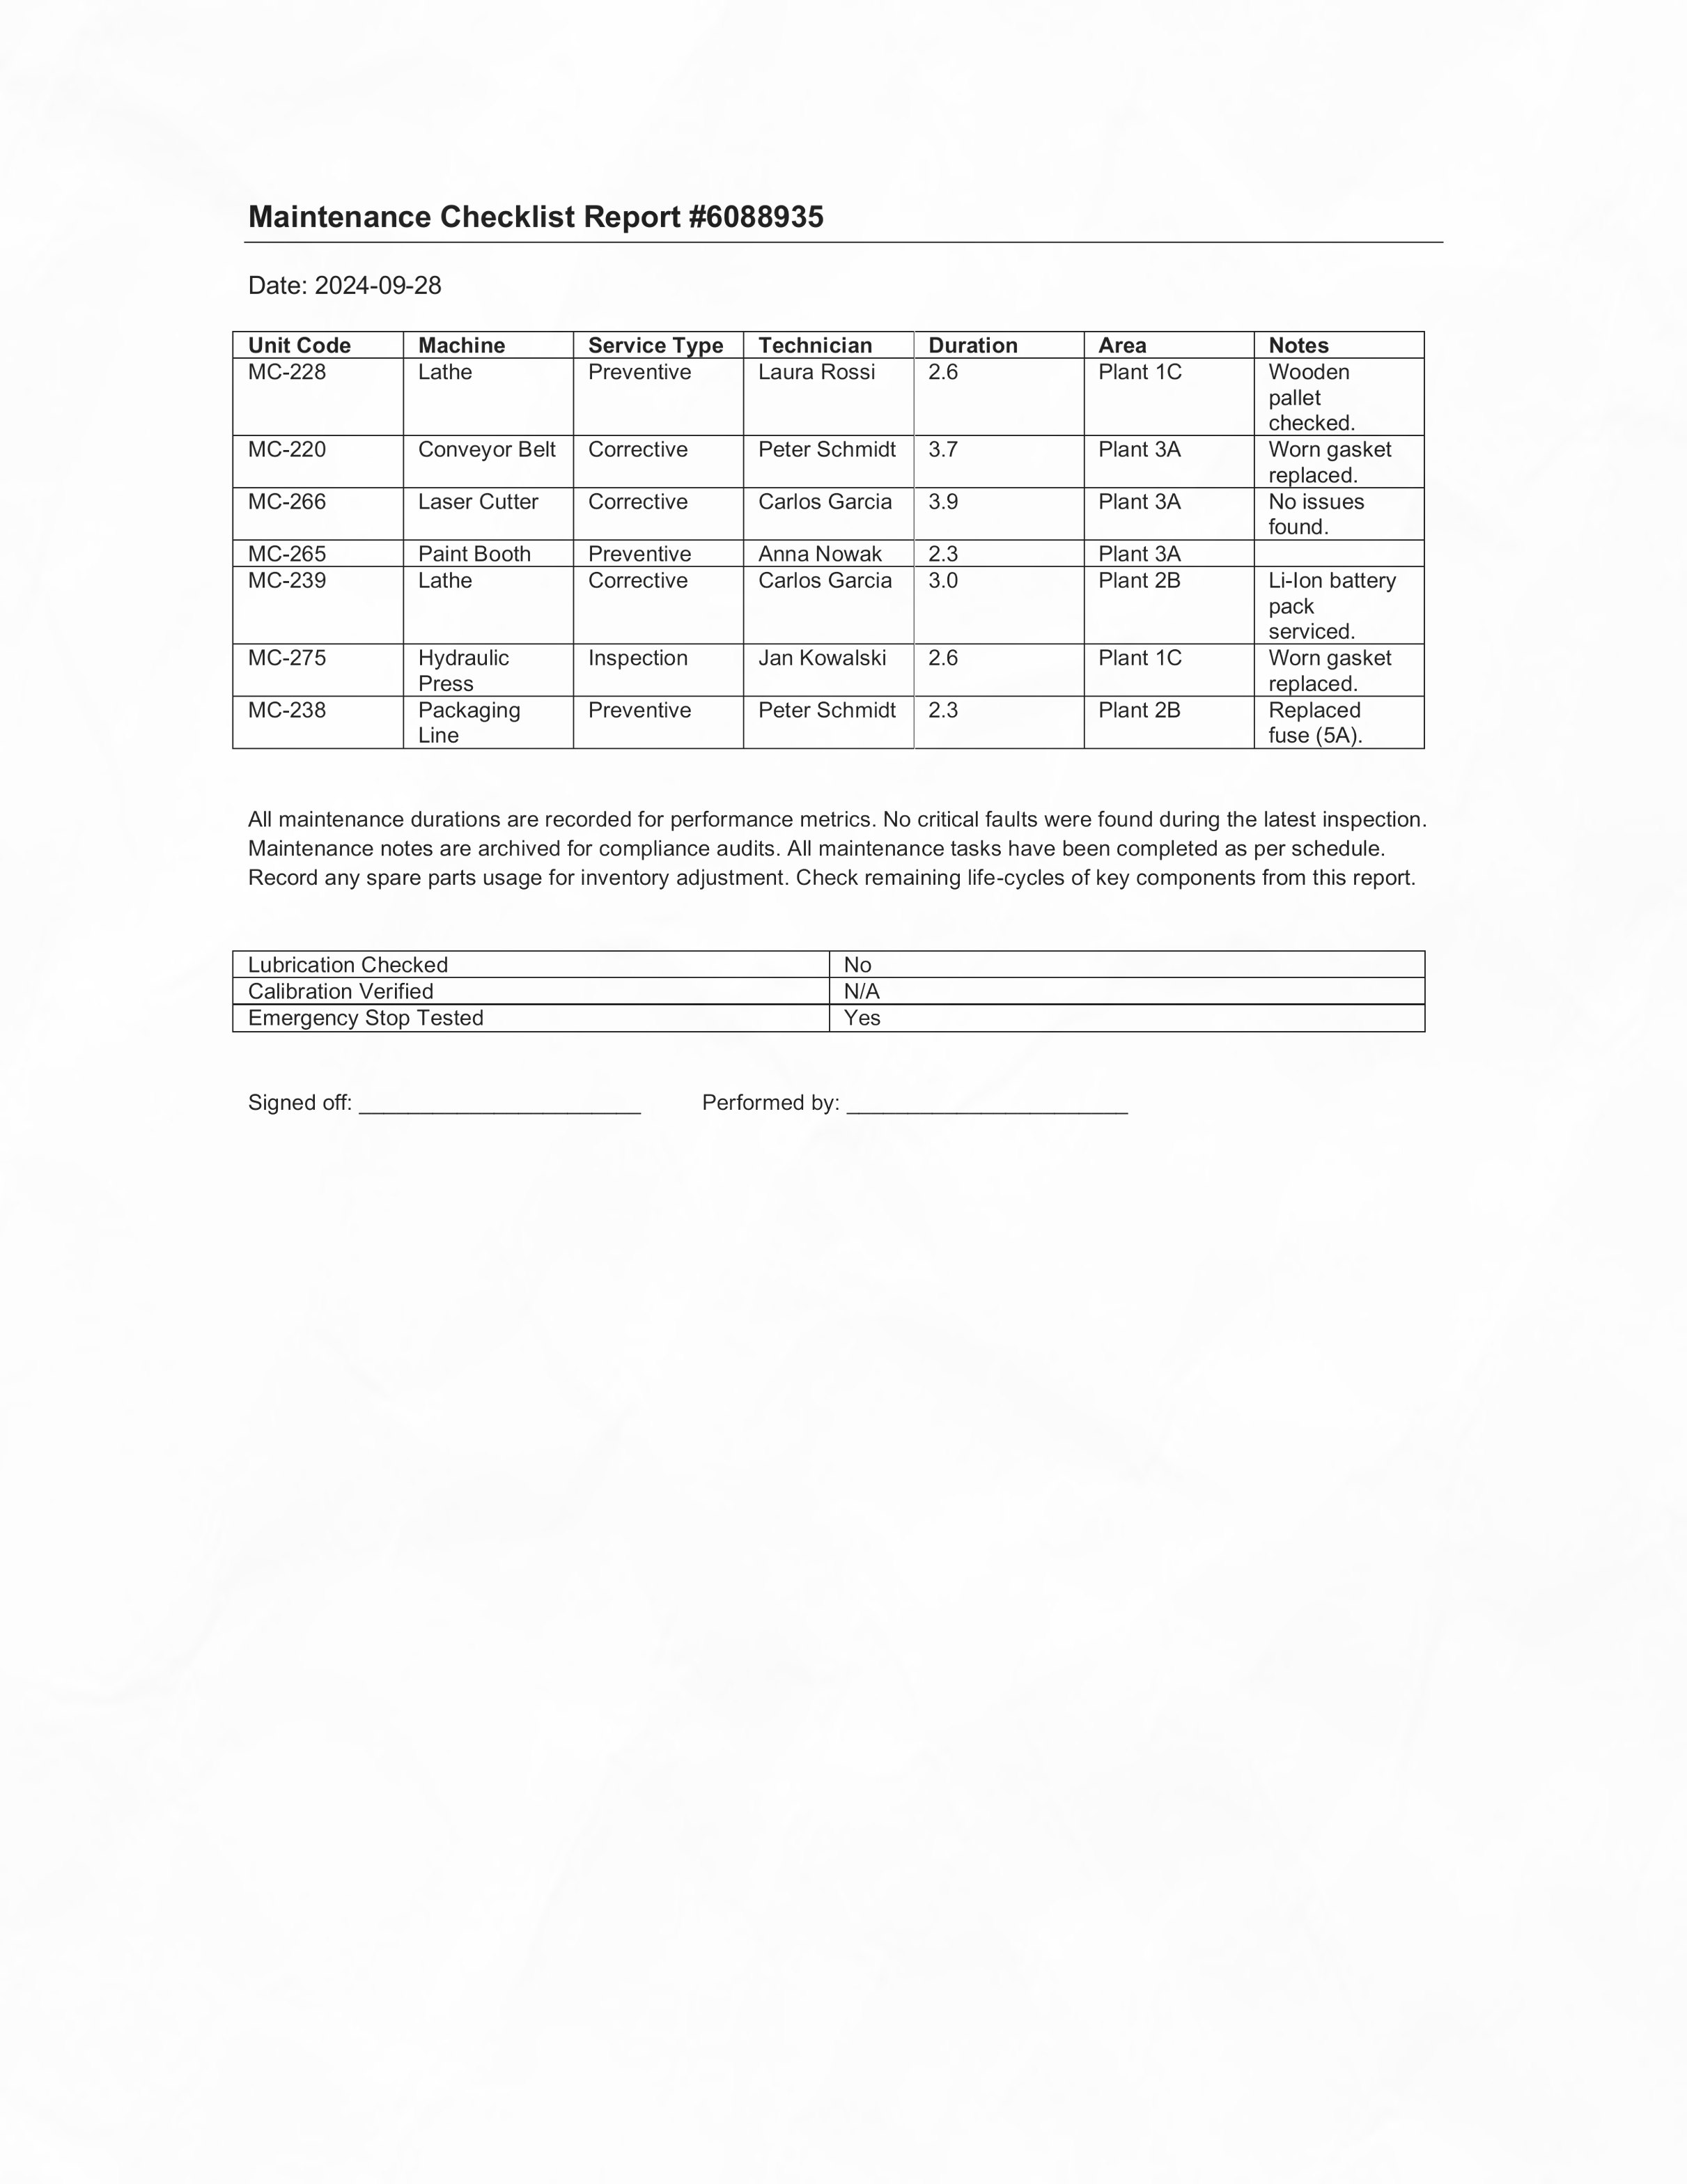 Maintenance Checklist Report #6088935
Date: 2024-09-28
Unit Code Machine Service Type Technician Duration Area Notes
MC-228 Lathe Preventive Laura Rossi 2.6 Plant 1C Wooden
pallet
checked.
MC-220 Conveyor Belt Corrective Peter Schmidt 3.7 Plant 3A Worn gasket
replaced.
MC-266 Laser Cutter Corrective Carlos Garcia 3.9 Plant 3A No issues
found.
MC-265 Paint Booth Preventive Anna Nowak 2.3 Plant 3A
MC-239 Lathe Corrective Carlos Garcia 3.0 Plant 2B Li-Ion battery
pack
serviced.
MC-275 Hydraulic Inspection Jan Kowalski 2.6 Plant 1C Worn gasket
Press replaced.
MC-238 Packaging Preventive Peter Schmidt 2.3 Plant 2B Replaced
Line fuse (5A).
All maintenance durations are recorded for performance metrics. No critical faults were found during the latest inspection.
Maintenance notes are archived for compliance audits. All maintenance tasks have been completed as per schedule.
Record any spare parts usage for inventory adjustment. Check remaining life-cycles of key components from this report.
Lubrication Checked No
Calibration Verified N/A
Emergency Stop Tested Yes
Signed off: _______________________ Performed by: _______________________